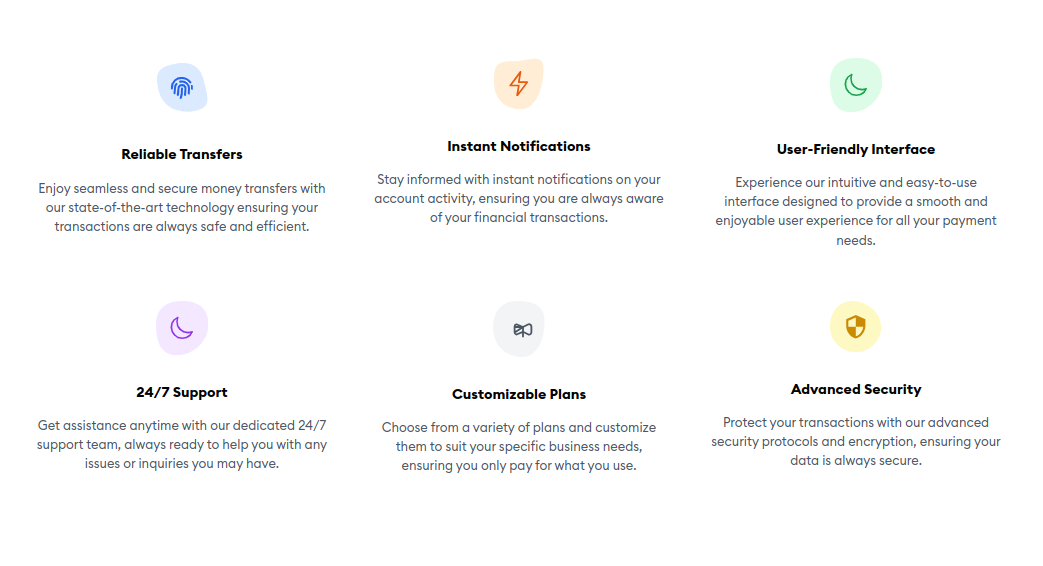 Reliable Transfers
Enjoy seamless and secure money transfers with
our state-of-the-art technology ensuring your
transactions are always safe and efficient.
Instant Notifications
Stay informed with instant notifications on your
account activity, ensuring you are always aware
of your financial transactions.
User-Friendly Interface
Experience our intuitive and easy-to-use
interface designed to provide a smooth and
enjoyable user experience for all your payment
needs.
24/7 Support
Get assistance anytime with our dedicated 24/7
support team, always ready to help you with any
issues or inquiries you may have.
Customizable Plans
Choose from a variety of plans and customize
them to suit your specific business needs,
ensuring you only pay for what you use.
Advanced Security
Protect your transactions with our advanced
security protocols and encryption, ensuring your
data is always secure.